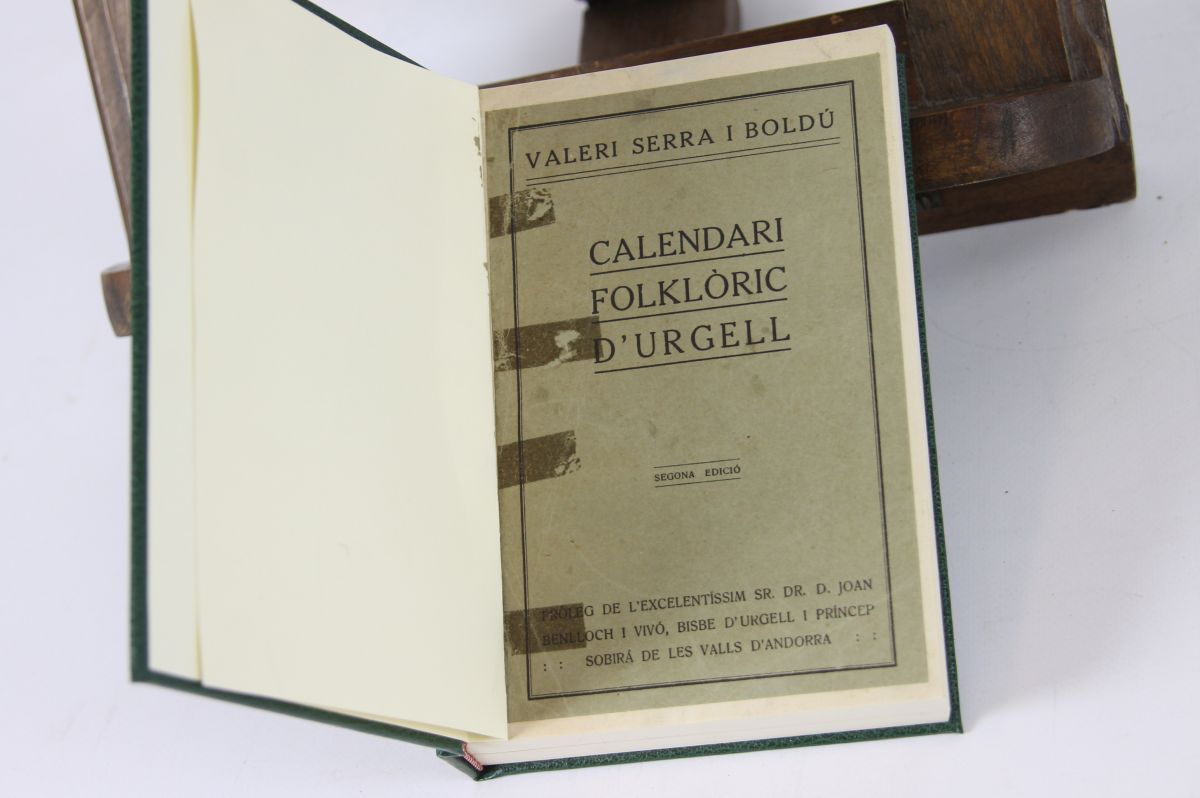 VALERI SERRA I BOLDÚ
CALENDARI
FOLKLÒRIC
D'URGELL
SEGONA EDICIÓ
PRÒLEG DE L'EXCELENTÍSSIM SR. DR. D. JOAN
BENLLOCH I VIVÓ, BISBE D'URGELL I PRÍNCEP
: : SOBIRÁ DE LES VALLS D'ANDORRA : :